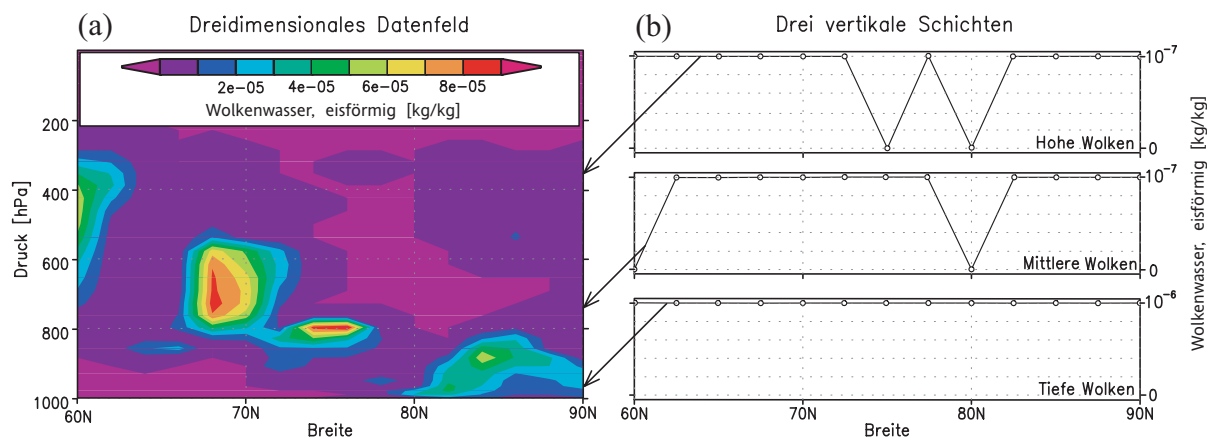 (a) Dreidimensionales Datenfeld
2e-05 4e-05 6e-05 8e-05
Wolkenwasser, eisförmig [kg/kg]
Druck [hPa]
200
400
600
800
1000
60N 70N 80N 90N
Breite
(b) Drei vertikale Schichten
10-7
0
Hohe Wolken
10-7
0
Mittlere Wolken
10-6
0
Tiefe Wolken
60N 70N 80N 90N
Breite
Wolkenwasser, eisförmig [kg/kg]